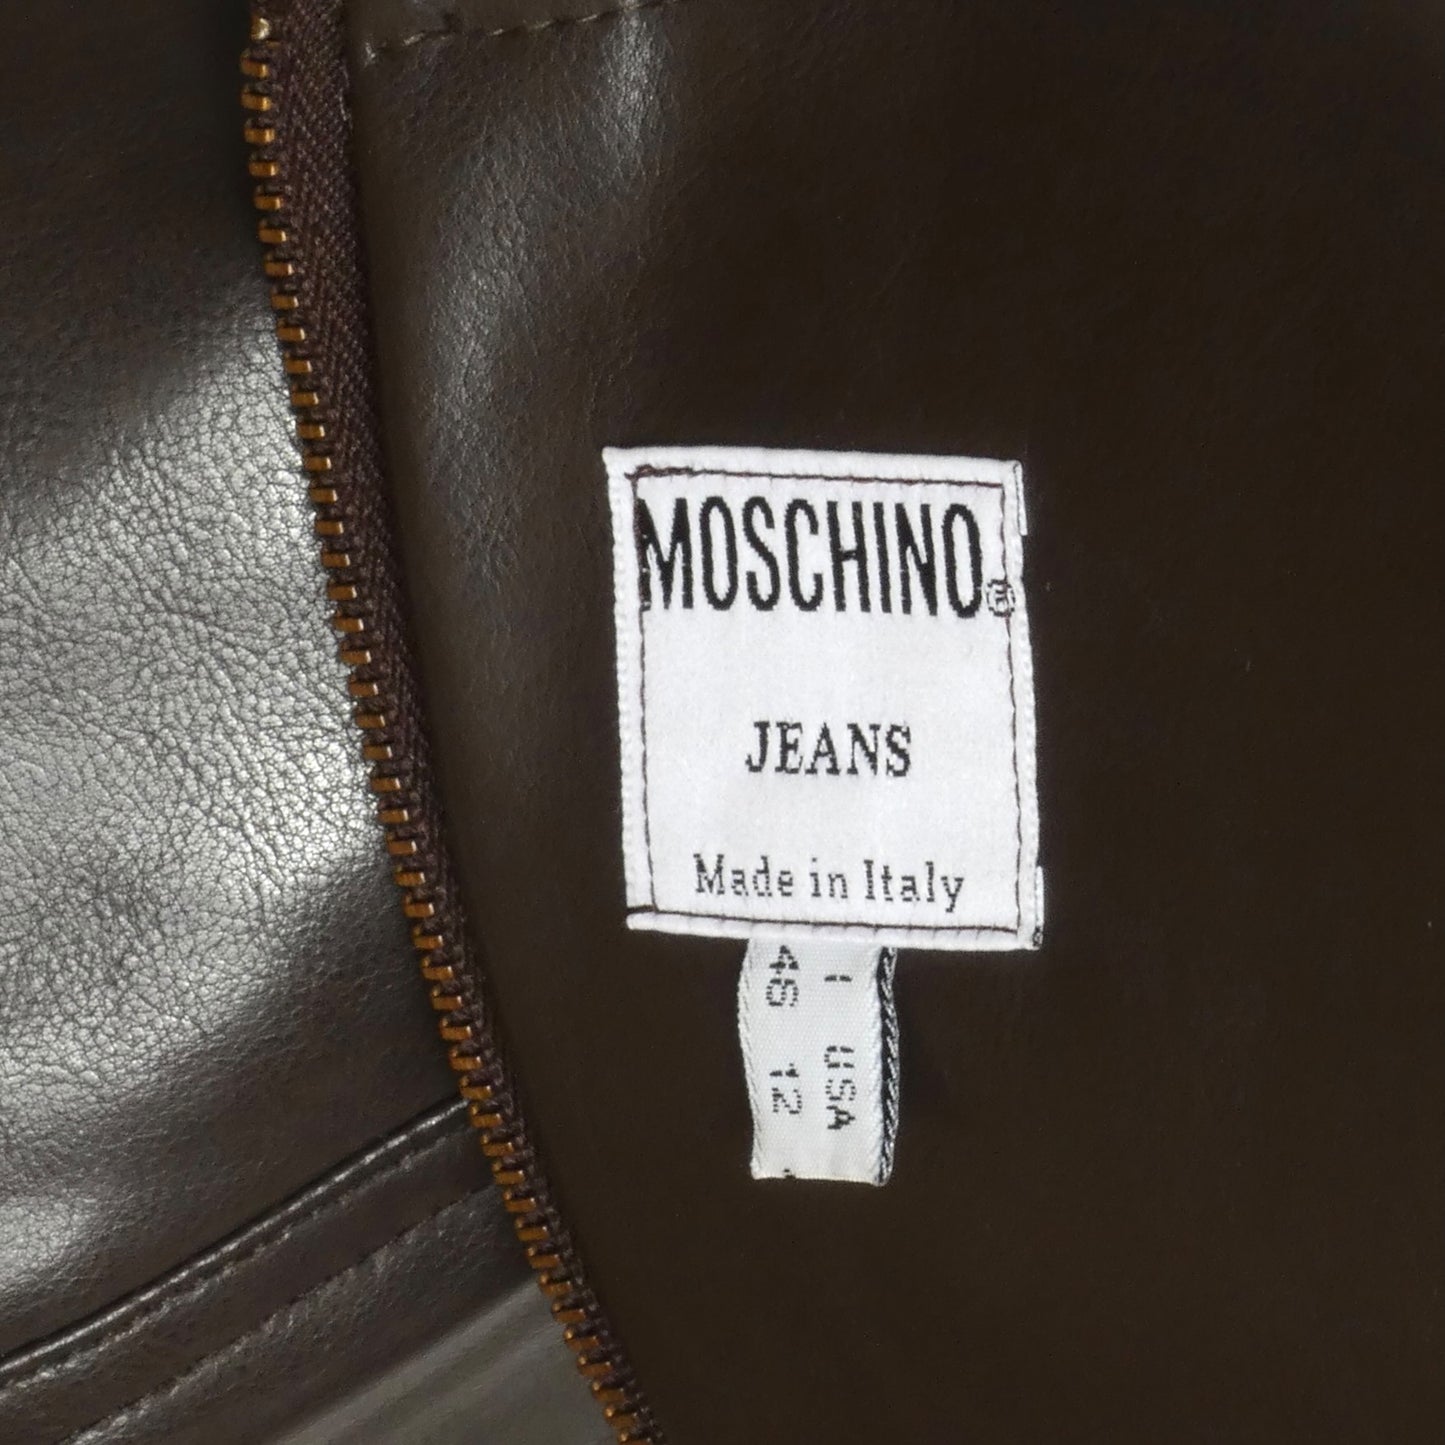 MOSCHINO®
JEANS
Made in Italy
I USA
46 12